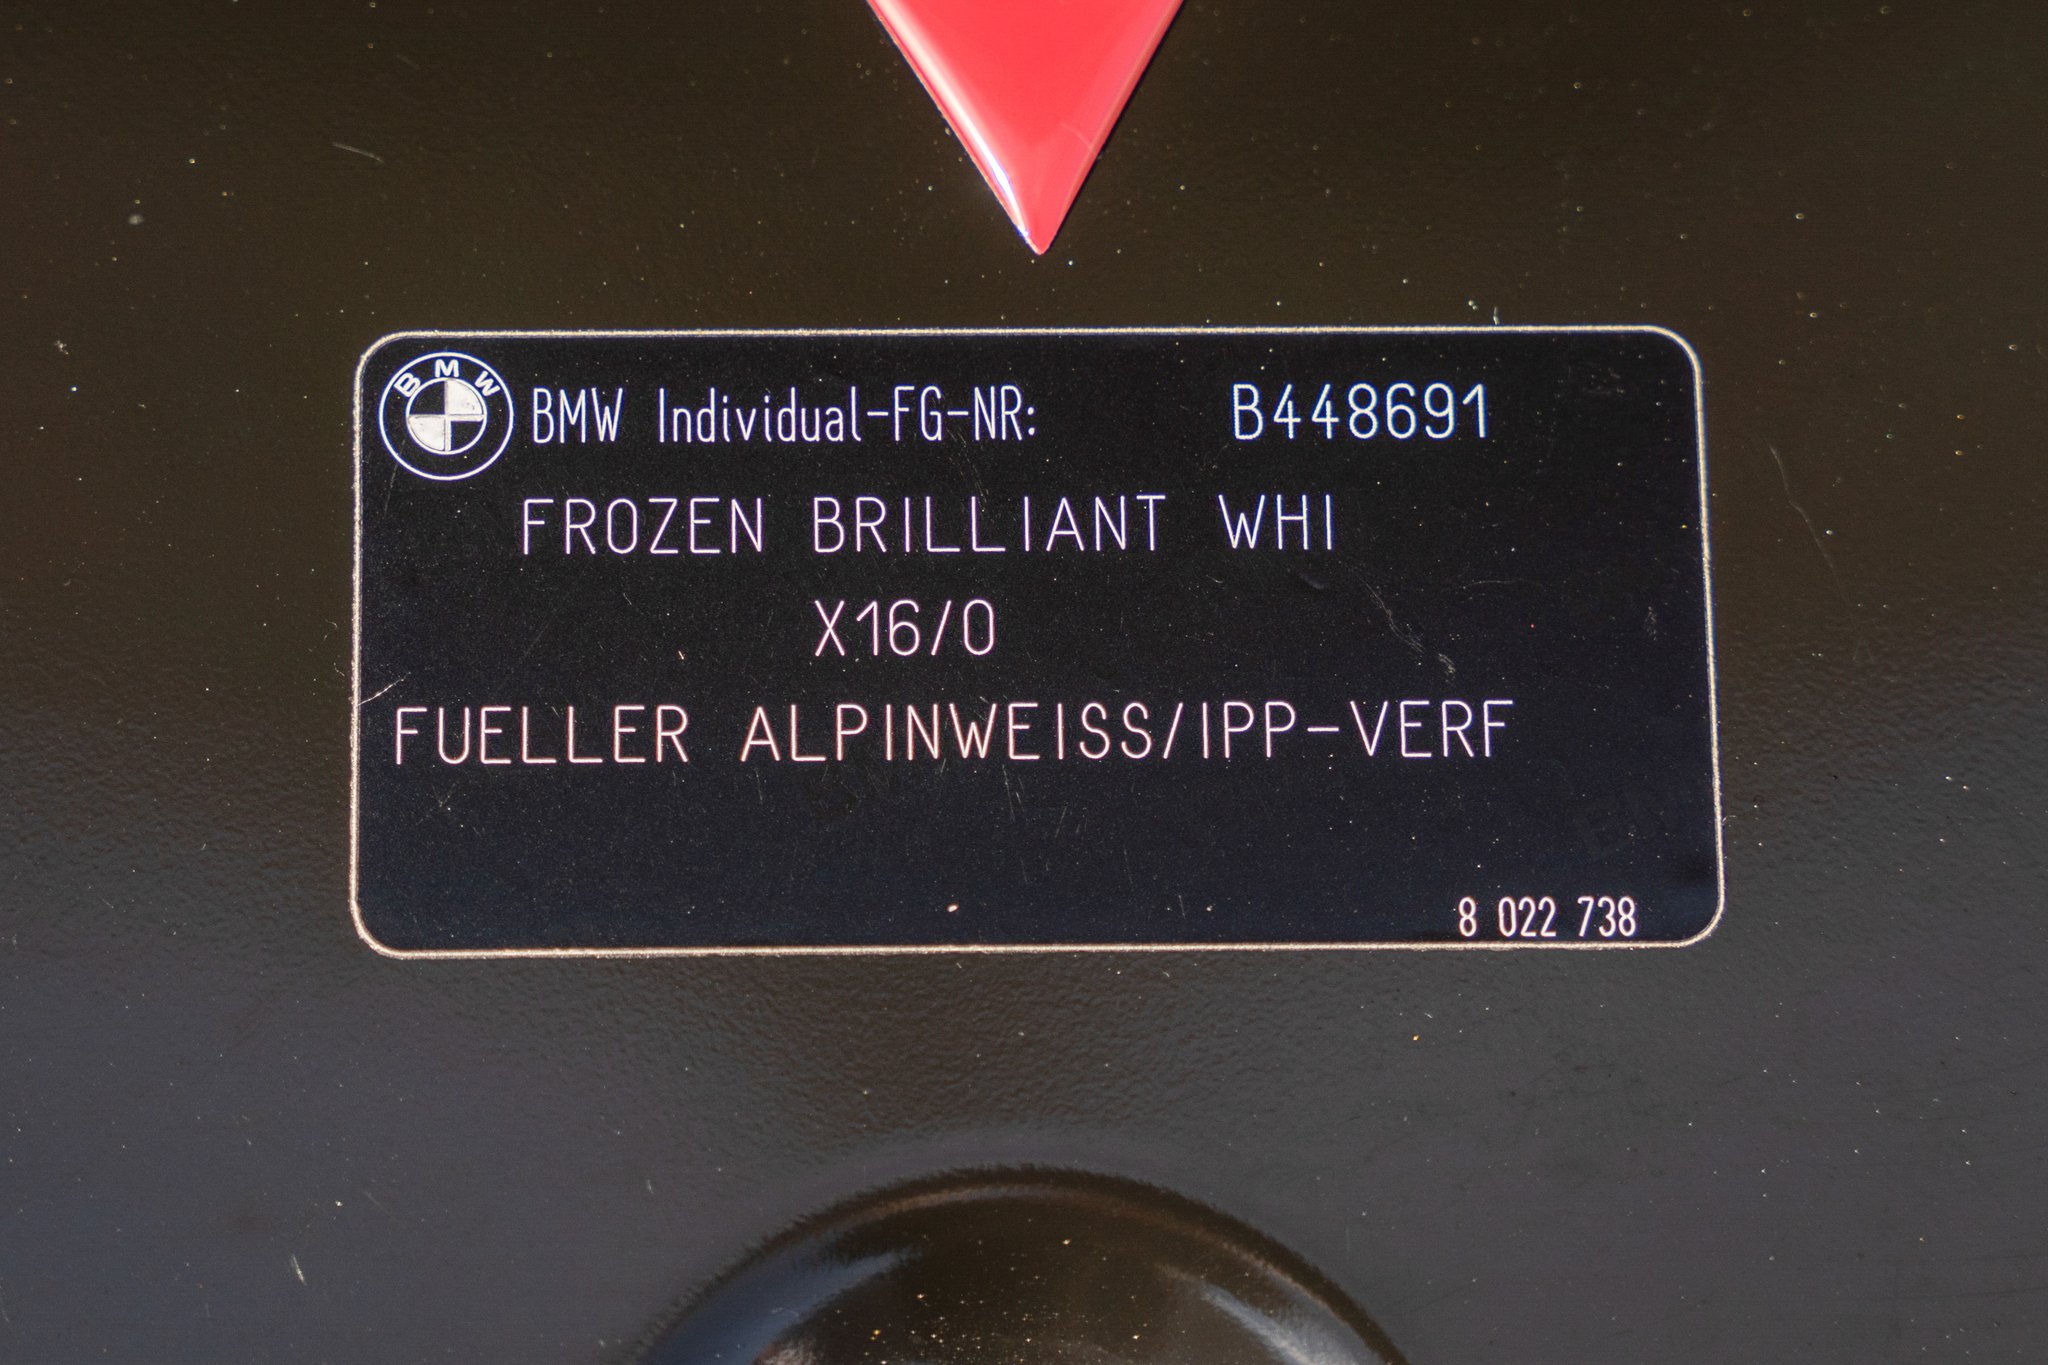 BMW
BMW Individual-FG-NR: B448691
FROZEN BRILLIANT WHI
X16/0
FUELLER ALPINWEISS/IPP-VERF
8 022 738